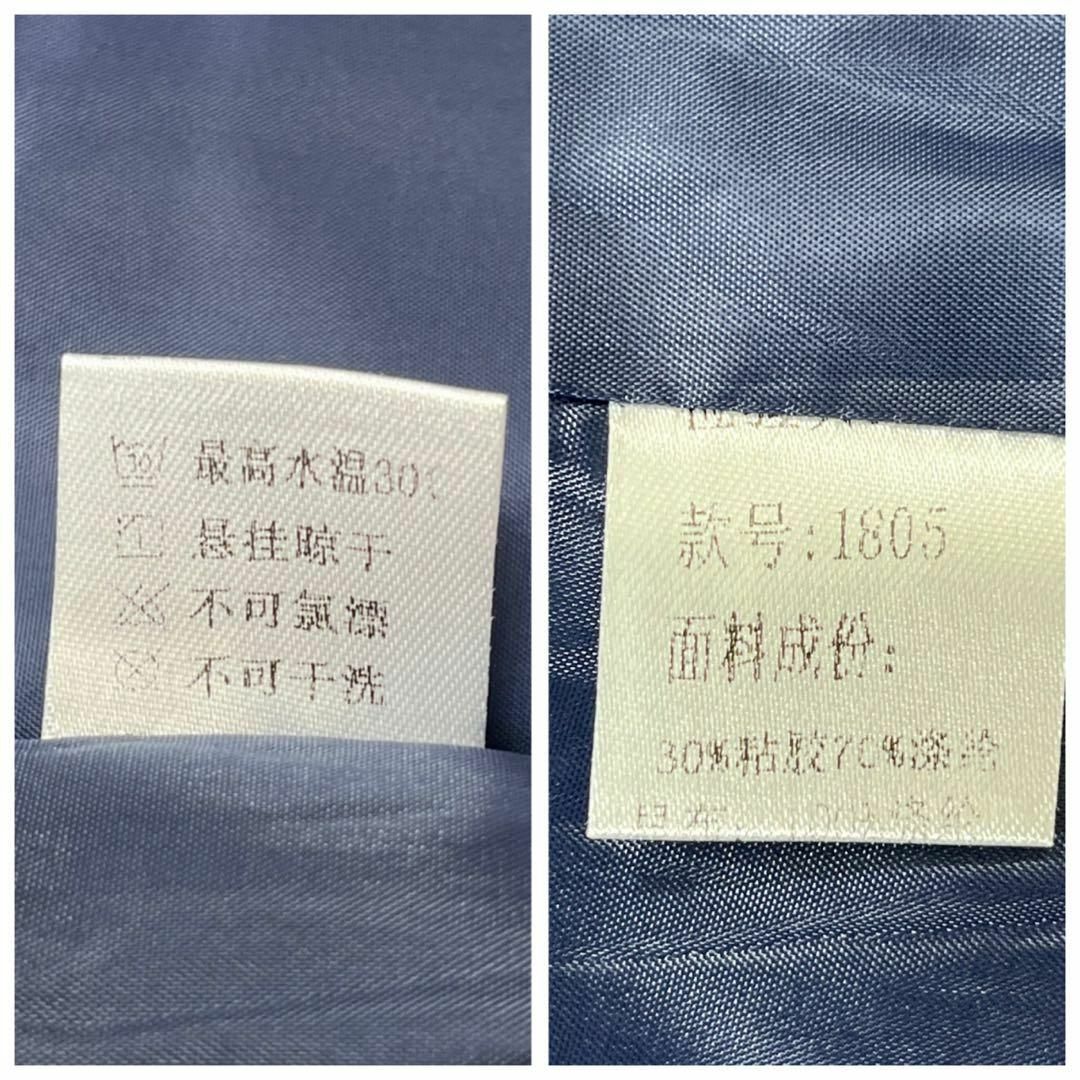 30
最高水温30℃
悬挂晾干
不可氯漂
不可干洗
款号:1805
面料成份:
30%粘胶70%涤纶